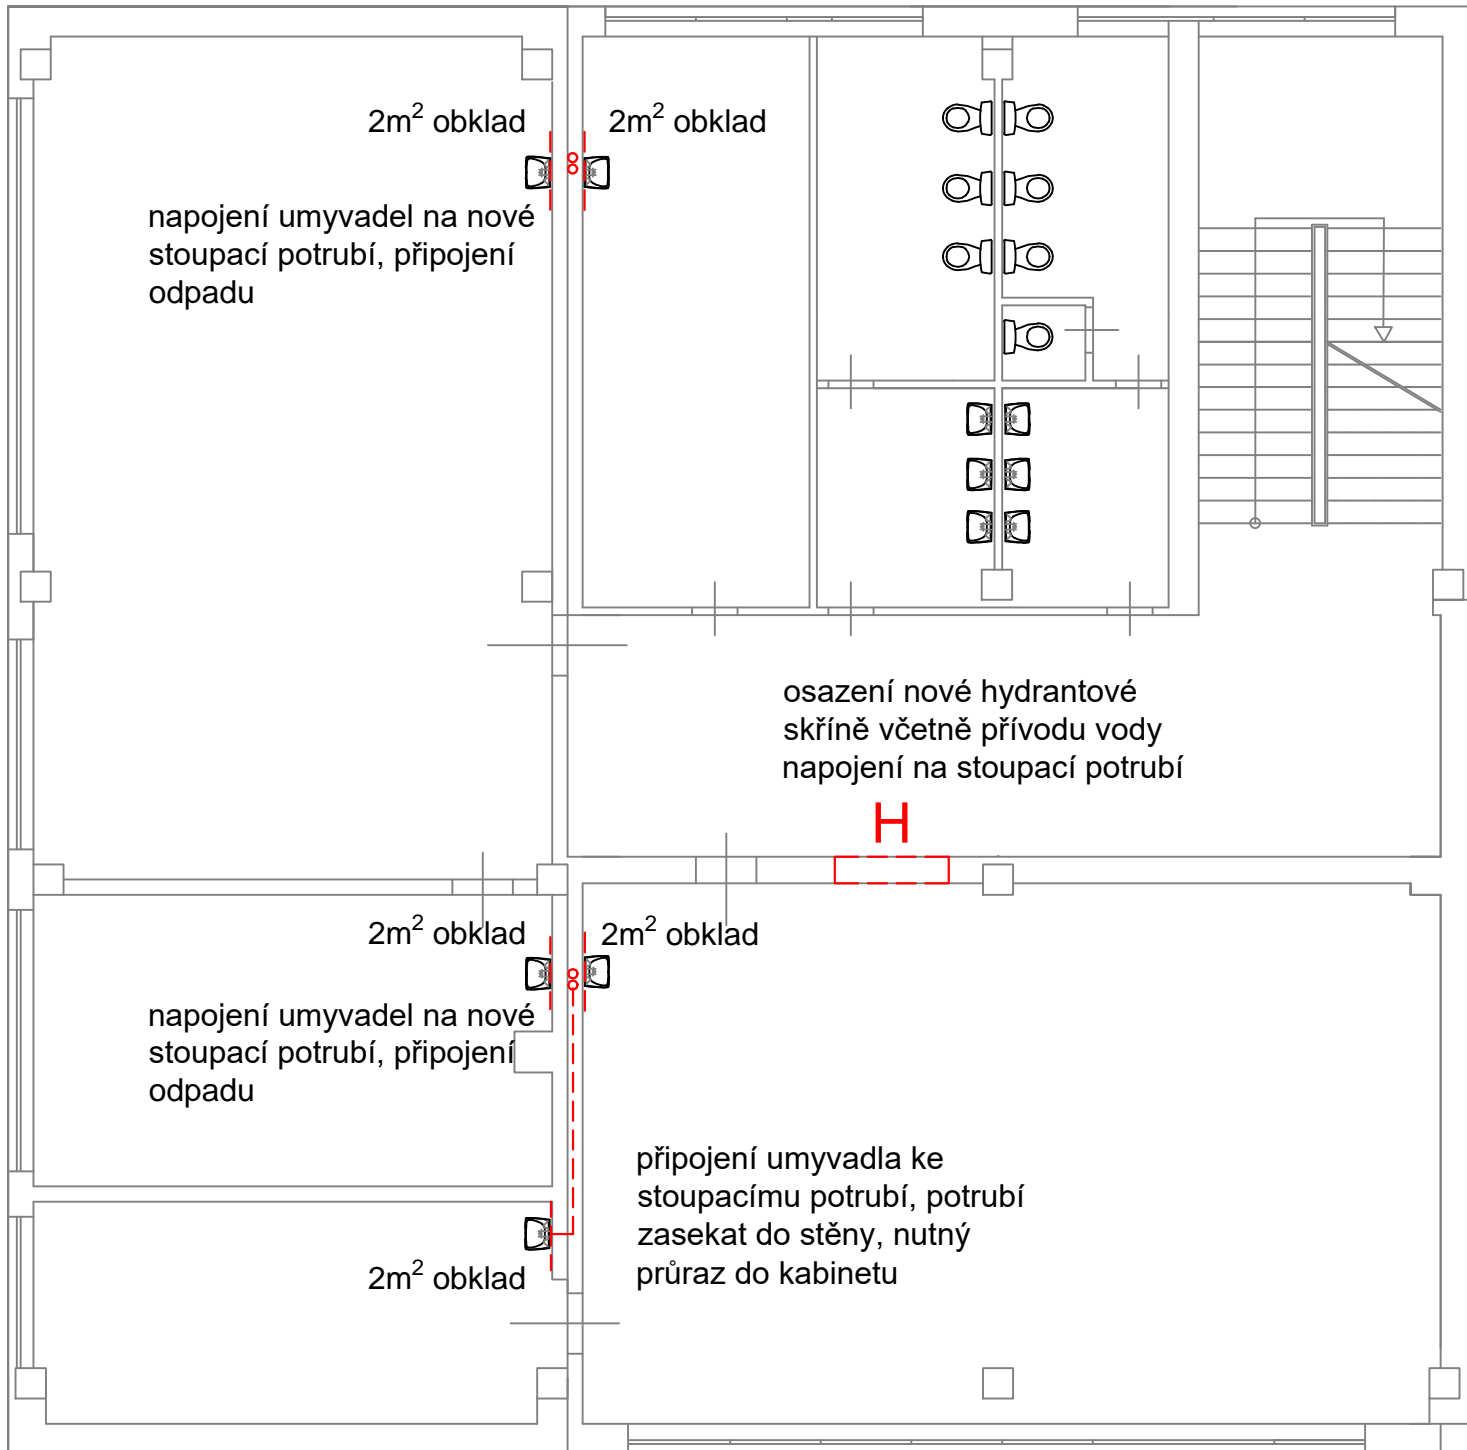 2m² obklad
2m² obklad
napojení umyvadel na nové
stoupací potrubí, připojení
odpadu
osazení nové hydrantové
skříně včetně přívodu vody
napojení na stoupací potrubí
H
2m² obklad
2m² obklad
napojení umyvadel na nové
stoupací potrubí, připojení
odpadu
připojení umyvadla ke
stoupacímu potrubí, potrubí
zasekat do stěny, nutný
průraz do kabinetu
2m² obklad